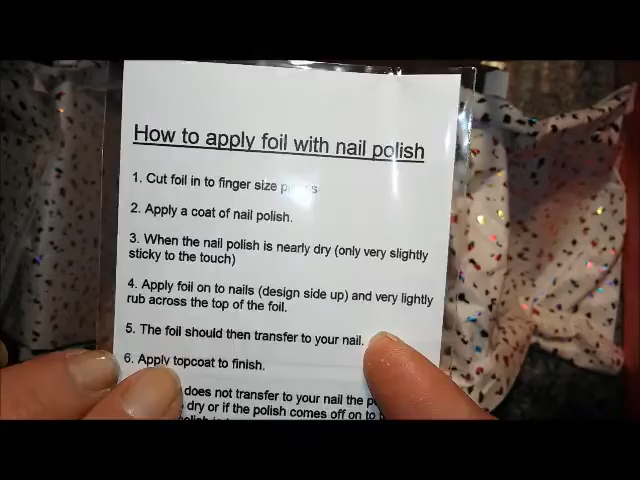 How to apply foil with nail polish
1. Cut foil in to finger size
2. Apply a coat of nail polish.
3. When the nail polish is nearly dry (only very slightly
sticky to the touch)
4. Apply foil on to nails (design side up) and very lightly
rub across the top of the foil.
5. The foil should then transfer to your nail.
6. Apply topcoat to finish.
does not transfer to your nail the
dry or if the polish comes off on to